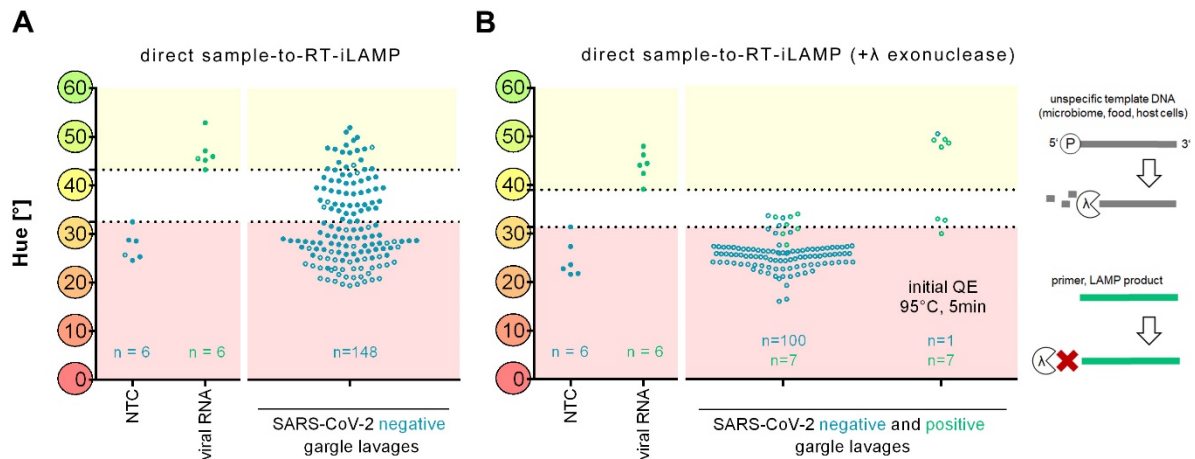 A
direct sample-to-RT-iLAMP
Hue [°]
60
50
40
30
20
10
0
n = 6
n = 6
n=148
NTC
viral RNA
SARS-CoV-2 negative
gargle lavages
B
direct sample-to-RT-iLAMP (+λ exonuclease)
60
50
40
30
20
10
0
n = 6
n = 6
n=100
n=7
initial QE
95°C, 5min
n=1
n=7
NTC
viral RNA
SARS-CoV-2 negative and positive
gargle lavages
unspecific template DNA
(microbiome, food, host cells)
5‘ P 3‘
λ
primer, LAMP product
λ